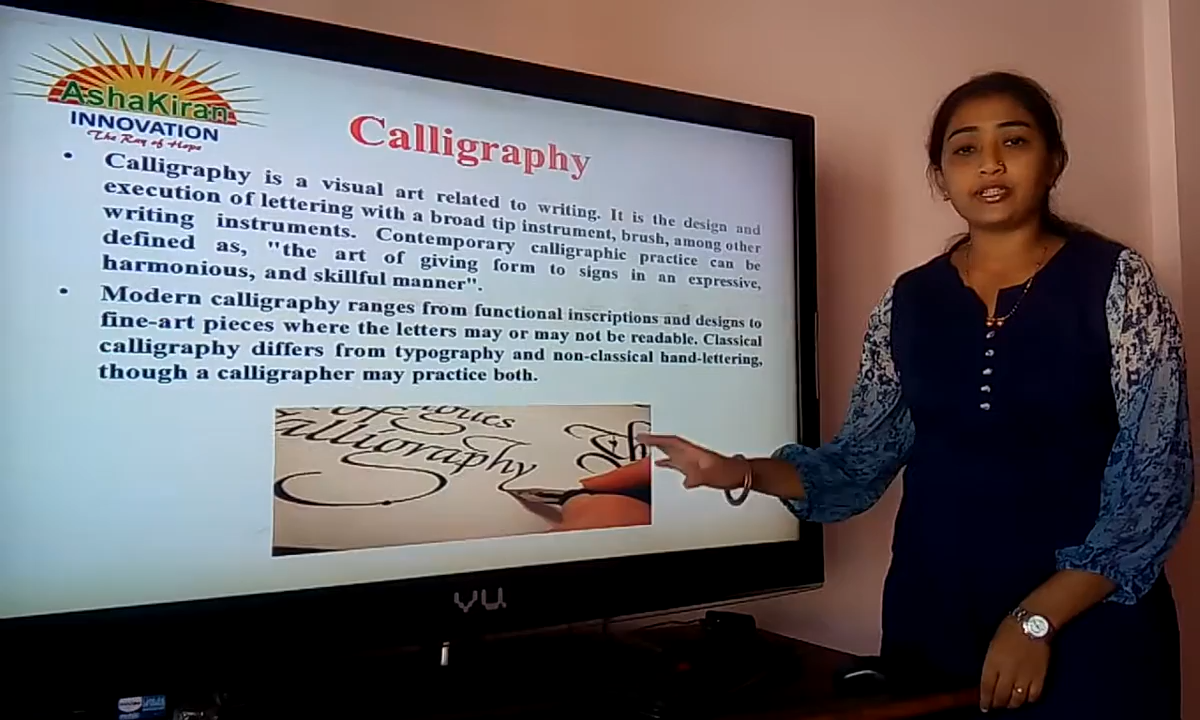 AshaKiran
INNOVATION
The Ray of Hope
Calligraphy
• Calligraphy is a visual art related to writing. It is the design and
execution of lettering with a broad tip instrument, brush, among other
writing instruments. Contemporary calligraphic practice can be
defined as, "the art of giving form to signs in an expressive,
harmonious, and skillful manner".
• Modern calligraphy ranges from functional inscriptions and designs to
fine-art pieces where the letters may or may not be readable. Classical
calligraphy differs from typography and non-classical hand-lettering,
though a calligrapher may practice both.
Calligraphy Th
VU